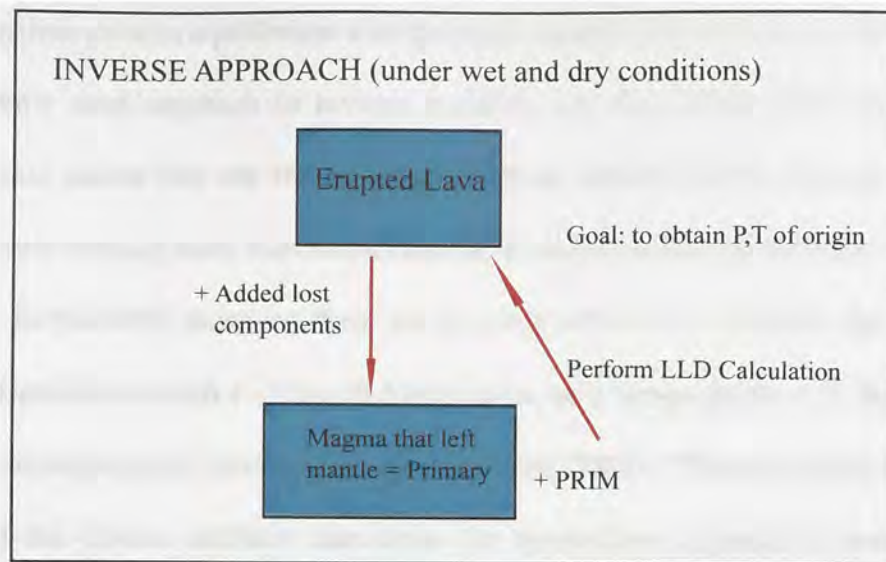 INVERSE APPROACH (under wet and dry conditions)
Erupted Lava
Goal: to obtain P,T of origin
+ Added lost
components
Perform LLD Calculation
Magma that left
mantle = Primary
+ PRIM